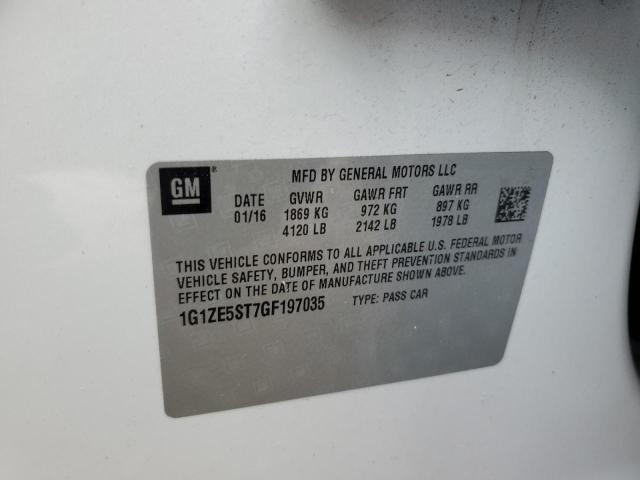 GM
MFD BY GENERAL MOTORS LLC
DATE GVWR GAWR FRT GAWR RR
01/16 1869 KG 972 KG 897 KG
4120 LB 2142 LB 1978 LB
THIS VEHICLE CONFORMS TO ALL APPLICABLE U.S. FEDERAL MOTOR
VEHICLE SAFETY, BUMPER, AND THEFT PREVENTION STANDARDS IN
EFFECT ON THE DATE OF MANUFACTURE SHOWN ABOVE.
1G1ZE5ST7GF197035 TYPE: PASS CAR